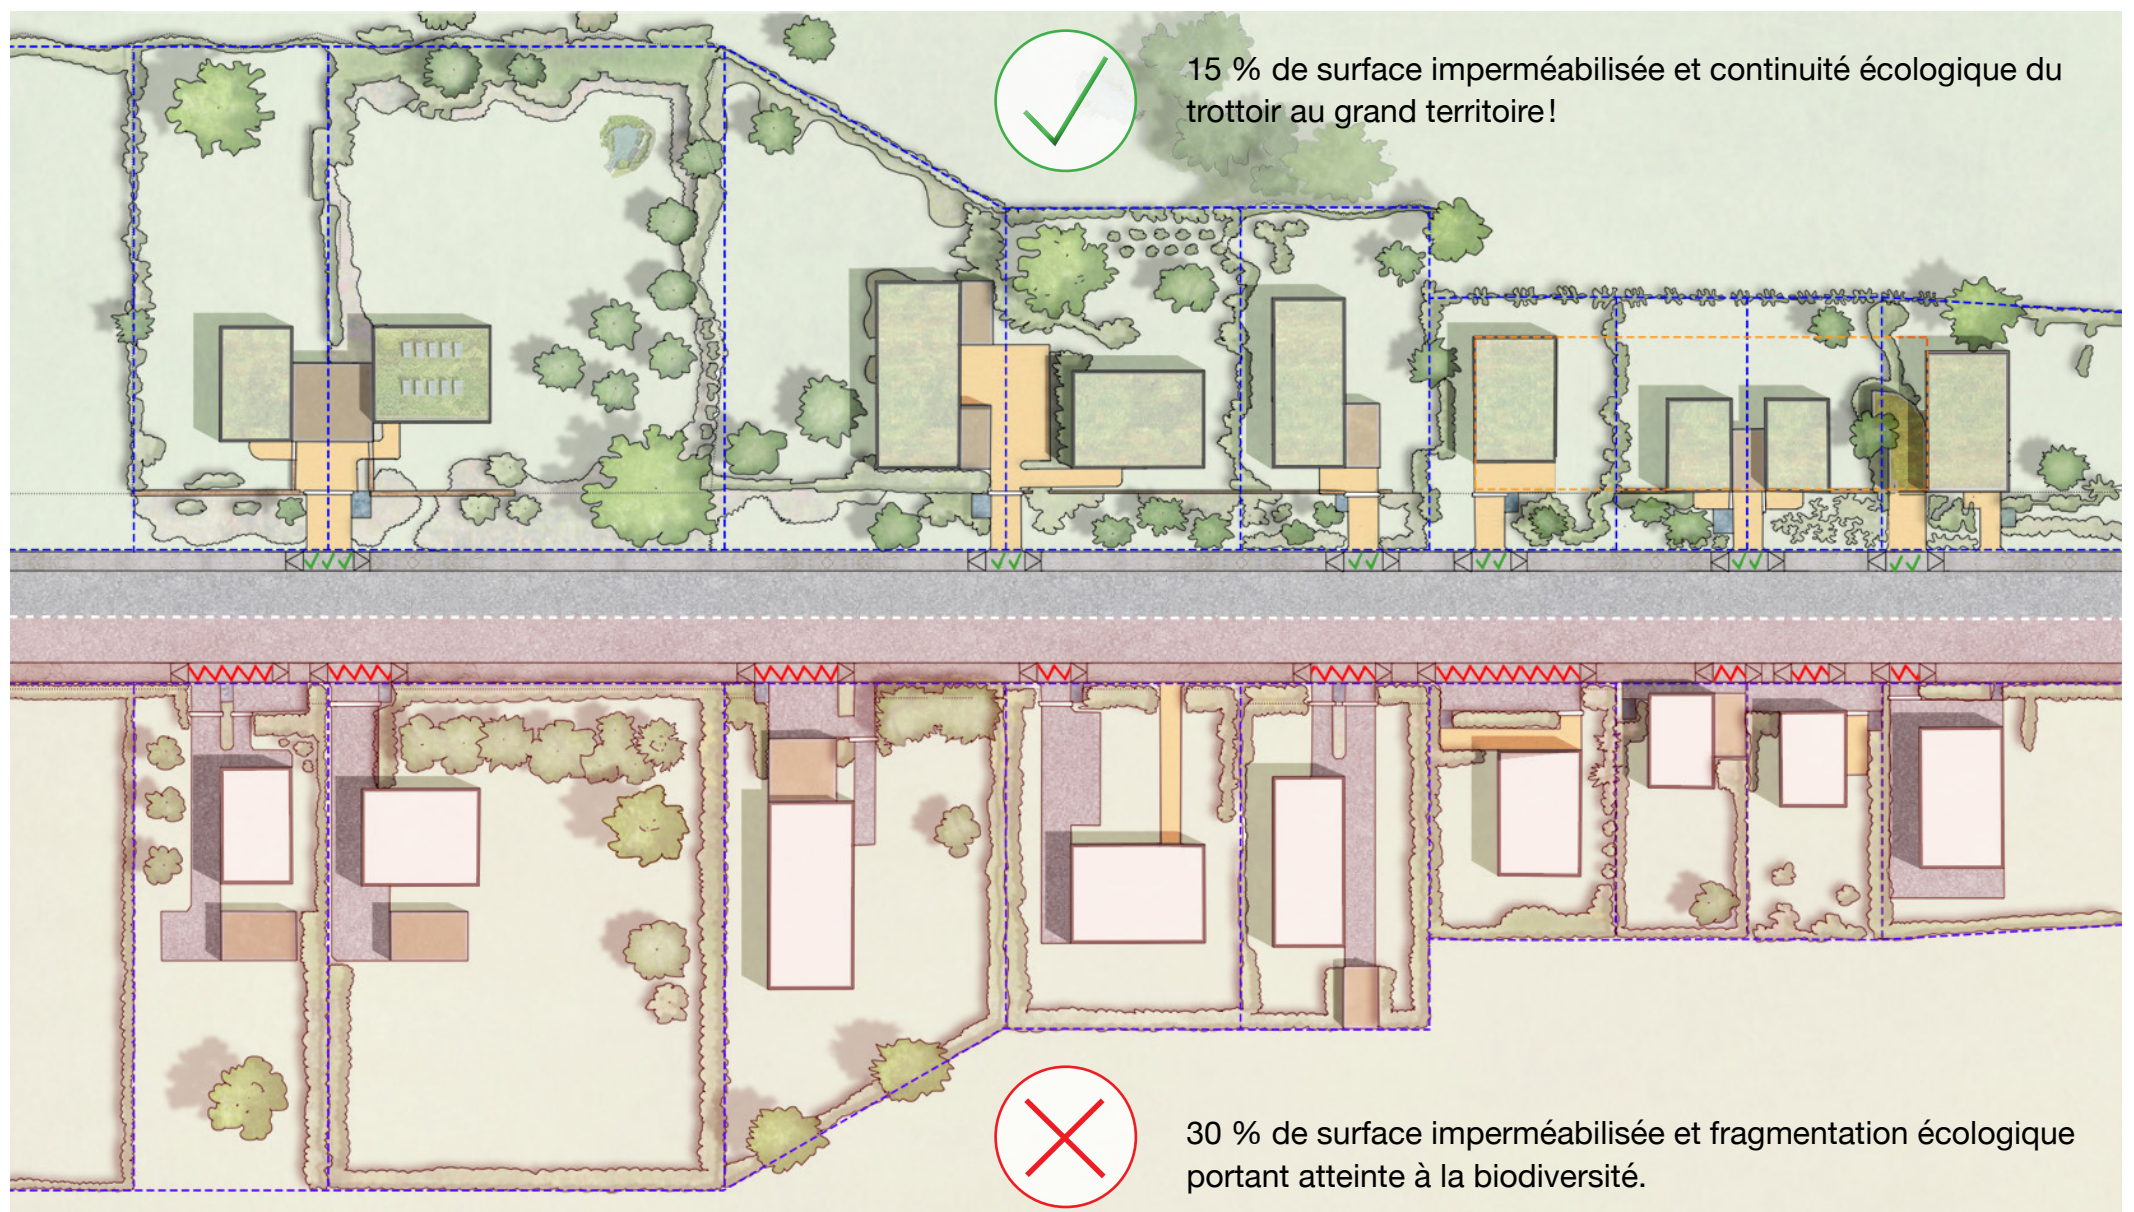 15 % de surface imperméabilisée et continuité écologique du
trottoir au grand territoire !
30 % de surface imperméabilisée et fragmentation écologique
portant atteinte à la biodiversité.